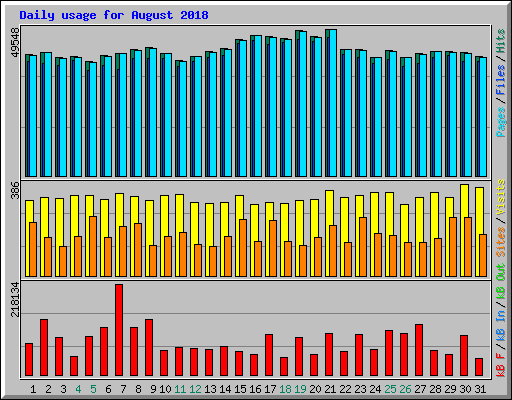 Daily usage for August 2018
49548
Pages / Files / Hits
386
Sites / Visits
218134
kB F / kB In / kB Out
1 2 3 4 5 6 7 8 9 10 11 12 13 14 15 16 17 18 19 20 21 22 23 24 25 26 27 28 29 30 31